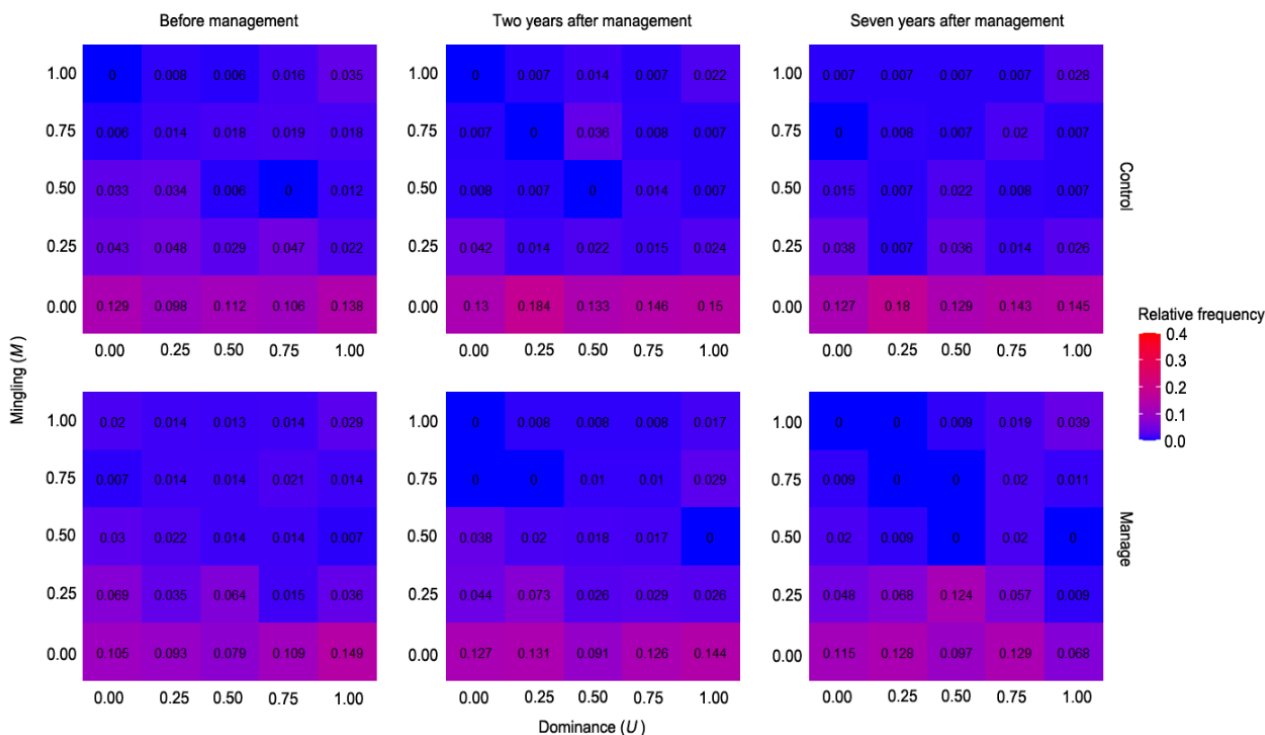 Before management
Two years after management
Seven years after management
1.00 0 0.008 0.006 0.016 0.035
0.75 0.006 0.014 0.018 0.019 0.018
0.50 0.033 0.034 0.006 0 0.012
0.25 0.043 0.048 0.029 0.047 0.022
0.00 0.129 0.098 0.112 0.106 0.138
0.00 0.25 0.50 0.75 1.00
1.00 0 0.007 0.014 0.007 0.022
0.75 0.007 0 0.036 0.008 0.007
0.50 0.008 0.007 0 0.014 0.007
0.25 0.042 0.014 0.022 0.015 0.024
0.00 0.13 0.184 0.133 0.146 0.15
0.00 0.25 0.50 0.75 1.00
1.00 0.007 0.007 0.007 0.007 0.028
0.75 0 0.008 0.007 0.02 0.007
0.50 0.015 0.007 0.022 0.008 0.007
0.25 0.038 0.007 0.036 0.014 0.026
0.00 0.127 0.18 0.129 0.143 0.145
0.00 0.25 0.50 0.75 1.00
Control
Mingling (M)
1.00 0.02 0.014 0.013 0.014 0.029
0.75 0.007 0.014 0.014 0.021 0.014
0.50 0.03 0.022 0.014 0.014 0.007
0.25 0.069 0.035 0.064 0.015 0.036
0.00 0.105 0.093 0.079 0.109 0.149
0.00 0.25 0.50 0.75 1.00
1.00 0 0.008 0.008 0.008 0.017
0.75 0 0 0.01 0.01 0.029
0.50 0.038 0.02 0.018 0.017 0
0.25 0.044 0.073 0.026 0.029 0.026
0.00 0.127 0.131 0.091 0.126 0.144
0.00 0.25 0.50 0.75 1.00
1.00 0 0 0.009 0.019 0.039
0.75 0.009 0 0 0.02 0.011
0.50 0.02 0.009 0 0.02 0
0.25 0.048 0.068 0.124 0.057 0.009
0.00 0.115 0.128 0.097 0.129 0.068
0.00 0.25 0.50 0.75 1.00
Manage
Dominance (U)
Relative frequency
0.4
0.3
0.2
0.1
0.0